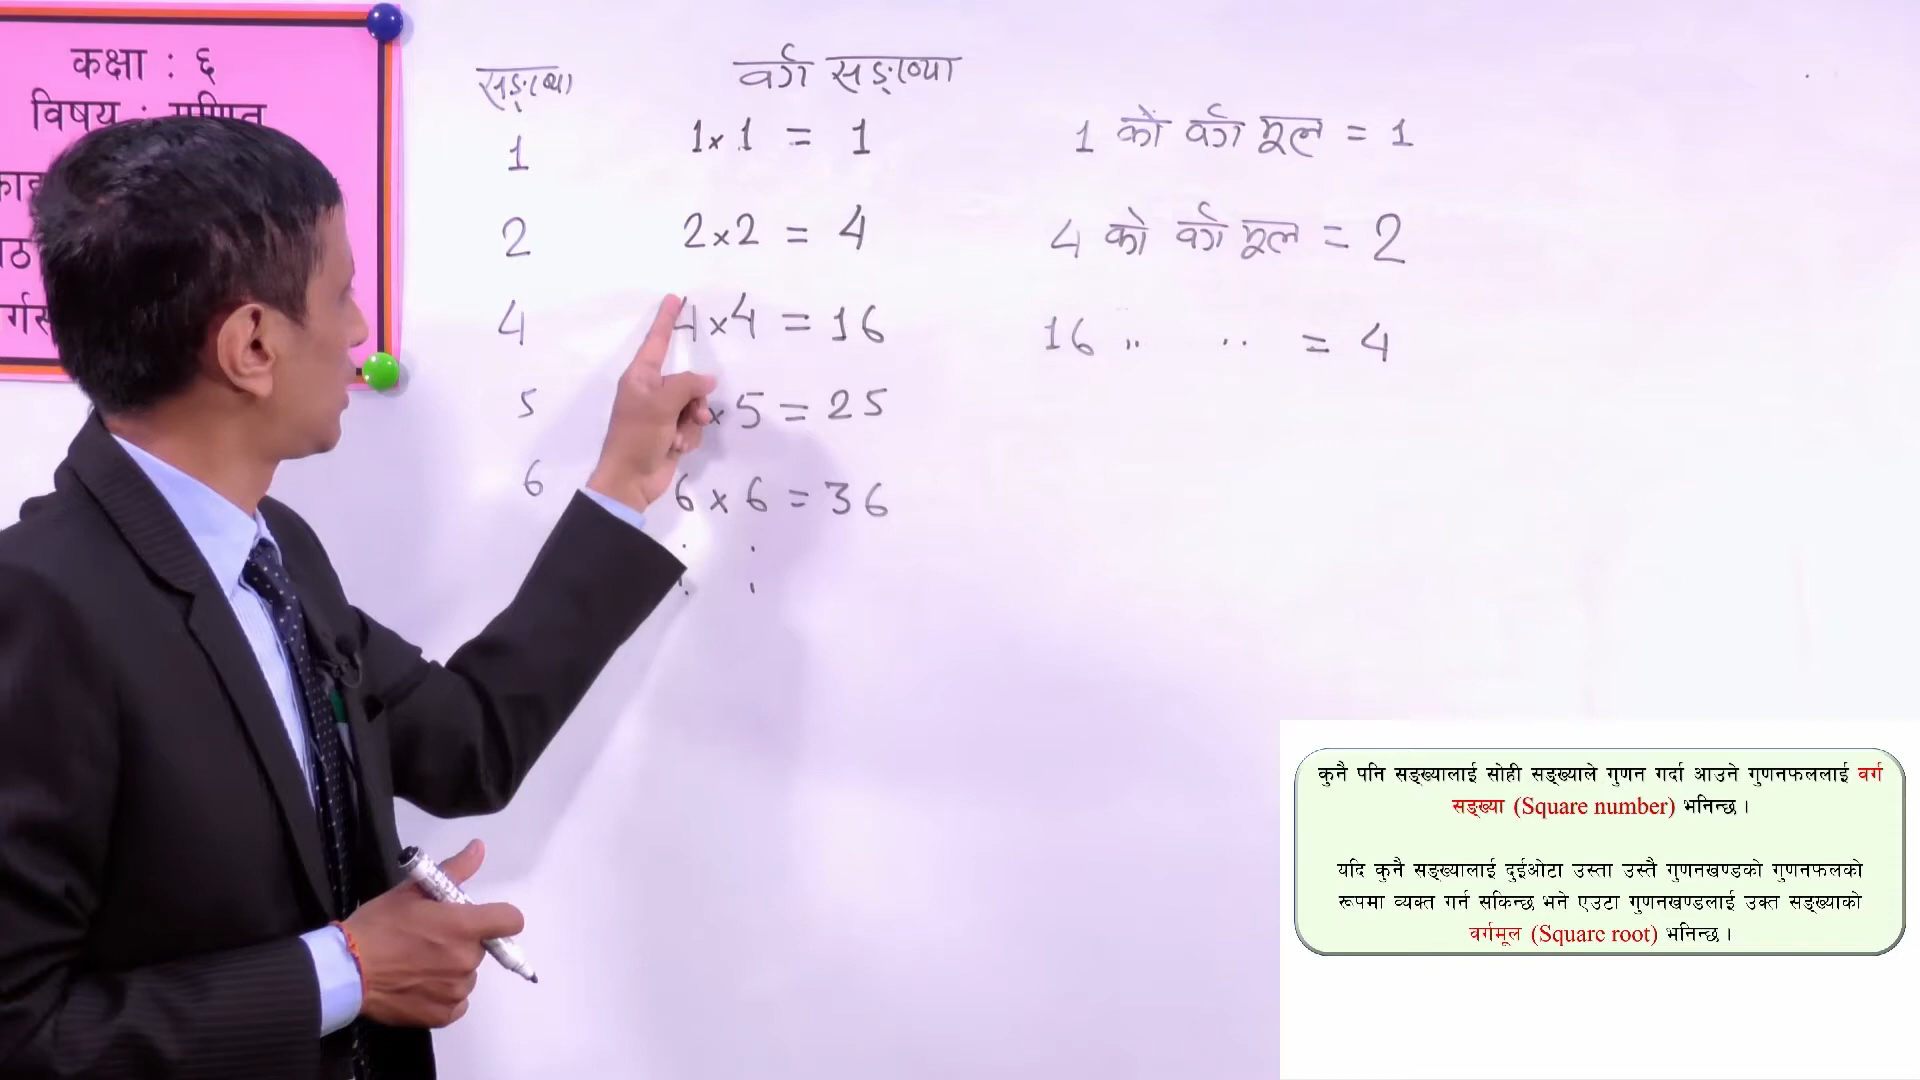 कक्षा : ६
विषय : गणित
सङ्ख्या
वर्ग सङ्ख्या
1
1 × 1 = 1
1 को वर्ग मूल = 1
2
2 × 2 = 4
4 को वर्ग मूल = 2
4
4 × 4 = 16
16 ,, .. = 4
5
× 5 = 25
6
6 × 6 = 36
कुनै पनि सङ्ख्यालाई सोही सङ्ख्याले गुणन गर्दा आउने गुणनफललाई वर्ग
सङ्ख्या (Square number) भनिन्छ ।
यदि कुनै सङ्ख्यालाई दुईओटा उस्ता उस्तै गुणनखण्डको गुणनफलको
रूपमा व्यक्त गर्न सकिन्छ भने एउटा गुणनखण्डलाई उक्त सङ्ख्याको
वर्गमूल (Square root) भनिन्छ ।